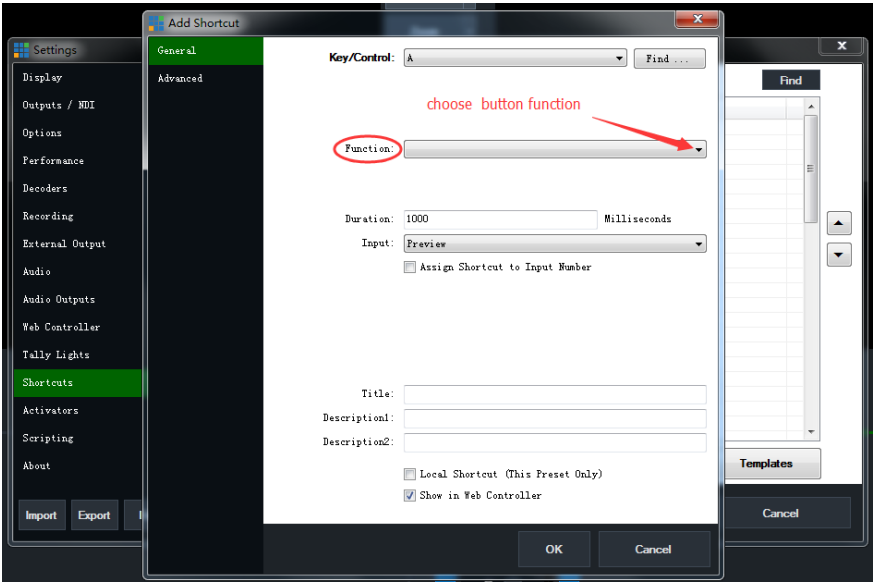 Add Shortcut
Settings
General
Advanced
Key/Control: A
Find ...
choose button function
Function:
Duration: 1000 Milliseconds
Input: Preview
Assign Shortcut to Input Number
Title:
Description1:
Description2:
Local Shortcut (This Preset Only)
Show in Web Controller
OK
Cancel
Display
Outputs / NDI
Options
Performance
Decoders
Recording
External Output
Audio
Audio Outputs
Web Controller
Tally Lights
Shortcuts
Activators
Scripting
About
Import
Export
Find
Templates
Cancel